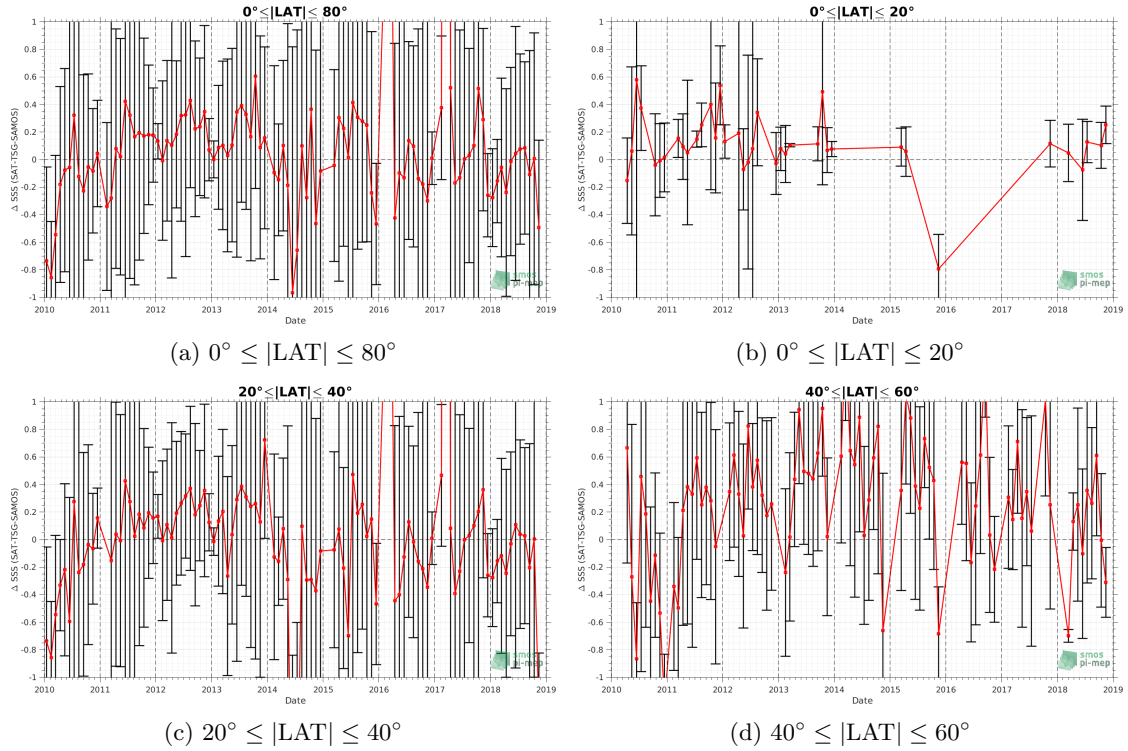 0°≤|LAT|≤ 80°
1
0.8
0.6
0.4
0.2
0
-0.2
-0.4
-0.6
-0.8
-1
Δ SSS (SAT-TSG-SAMOS)
2010 2011 2012 2013 2014 2015 2016 2017 2018 2019
Date
smos
pi-mep
(a) 0° ≤ |LAT| ≤ 80°
0°≤|LAT|≤ 20°
1
0.8
0.6
0.4
0.2
0
-0.2
-0.4
-0.6
-0.8
-1
Δ SSS (SAT-TSG-SAMOS)
2010 2011 2012 2013 2014 2015 2016 2017 2018 2019
Date
smos
pi-mep
(b) 0° ≤ |LAT| ≤ 20°
20°≤|LAT|≤ 40°
1
0.8
0.6
0.4
0.2
0
-0.2
-0.4
-0.6
-0.8
-1
Δ SSS (SAT-TSG-SAMOS)
2010 2011 2012 2013 2014 2015 2016 2017 2018 2019
Date
smos
pi-mep
(c) 20° ≤ |LAT| ≤ 40°
40°≤|LAT|≤ 60°
1
0.8
0.6
0.4
0.2
0
-0.2
-0.4
-0.6
-0.8
-1
Δ SSS (SAT-TSG-SAMOS)
2010 2011 2012 2013 2014 2015 2016 2017 2018 2019
Date
smos
pi-mep
(d) 40° ≤ |LAT| ≤ 60°